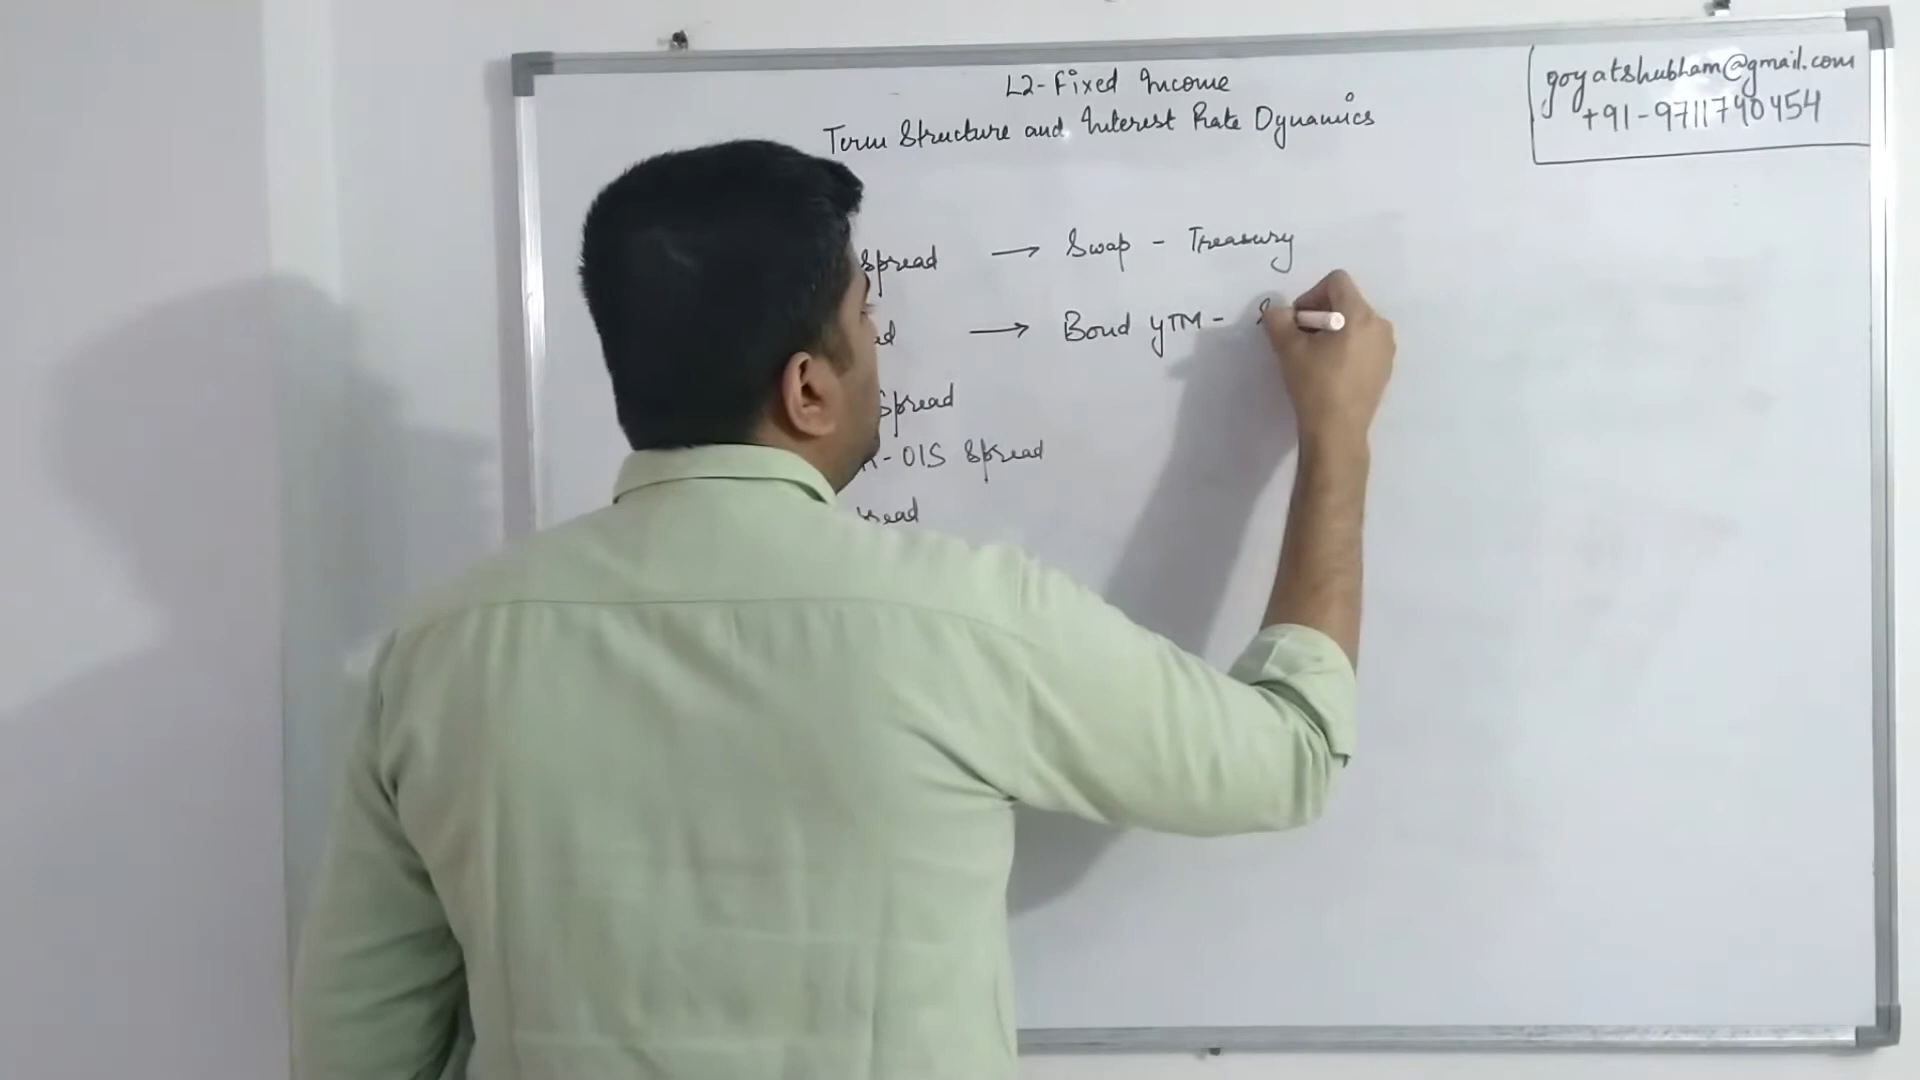 L2- Fixed Income
Term Structure and Interest Rate Dynamics
goyatshubham@gmail.com
+91-9711740454
Spread → Swap - Treasury
→ Bond YTM -
Spread
- OIS Spread